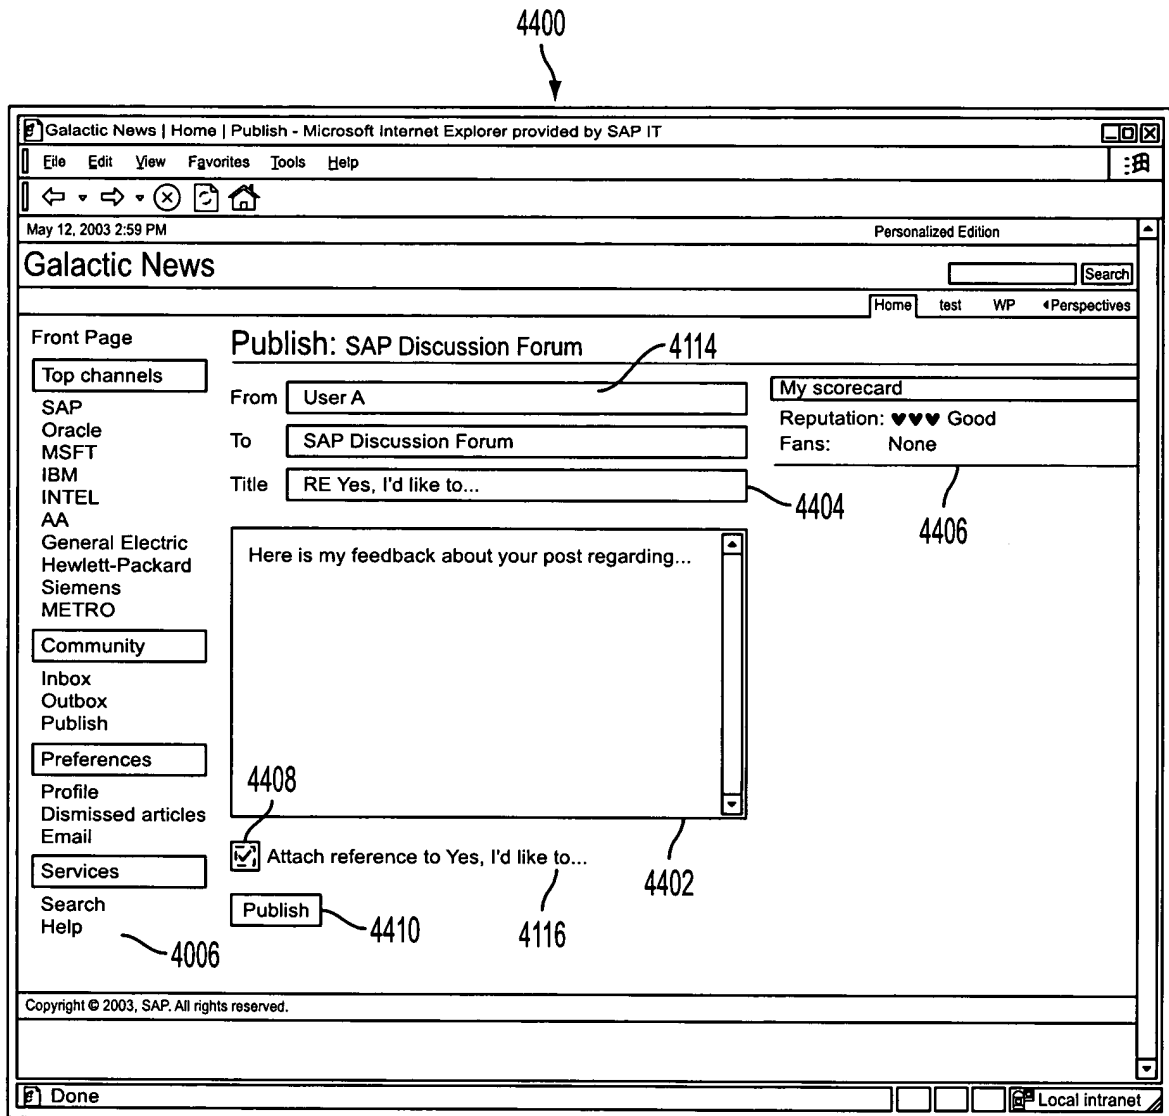 4400
Galactic News | Home | Publish - Microsoft Internet Explorer provided by SAP IT
File Edit View Favorites Tools Help
May 12, 2003 2:59 PM Personalized Edition
Galactic News Search
Home test WP Perspectives
Front Page
Top channels
SAP
Oracle
MSFT
IBM
INTEL
AA
General Electric
Hewlett-Packard
Siemens
METRO
Community
Inbox
Outbox
Publish
Preferences
Profile
Dismissed articles
Email
Services
Search
Help
4006
Publish: SAP Discussion Forum
4114
From User A
To SAP Discussion Forum
Title RE Yes, I'd like to...
4404
Here is my feedback about your post regarding...
4408
Attach reference to Yes, I'd like to...
4402
Publish
4410
4116
My scorecard
Reputation: ♥♥♥ Good
Fans: None
4406
Copyright © 2003, SAP. All rights reserved.
Done Local intranet